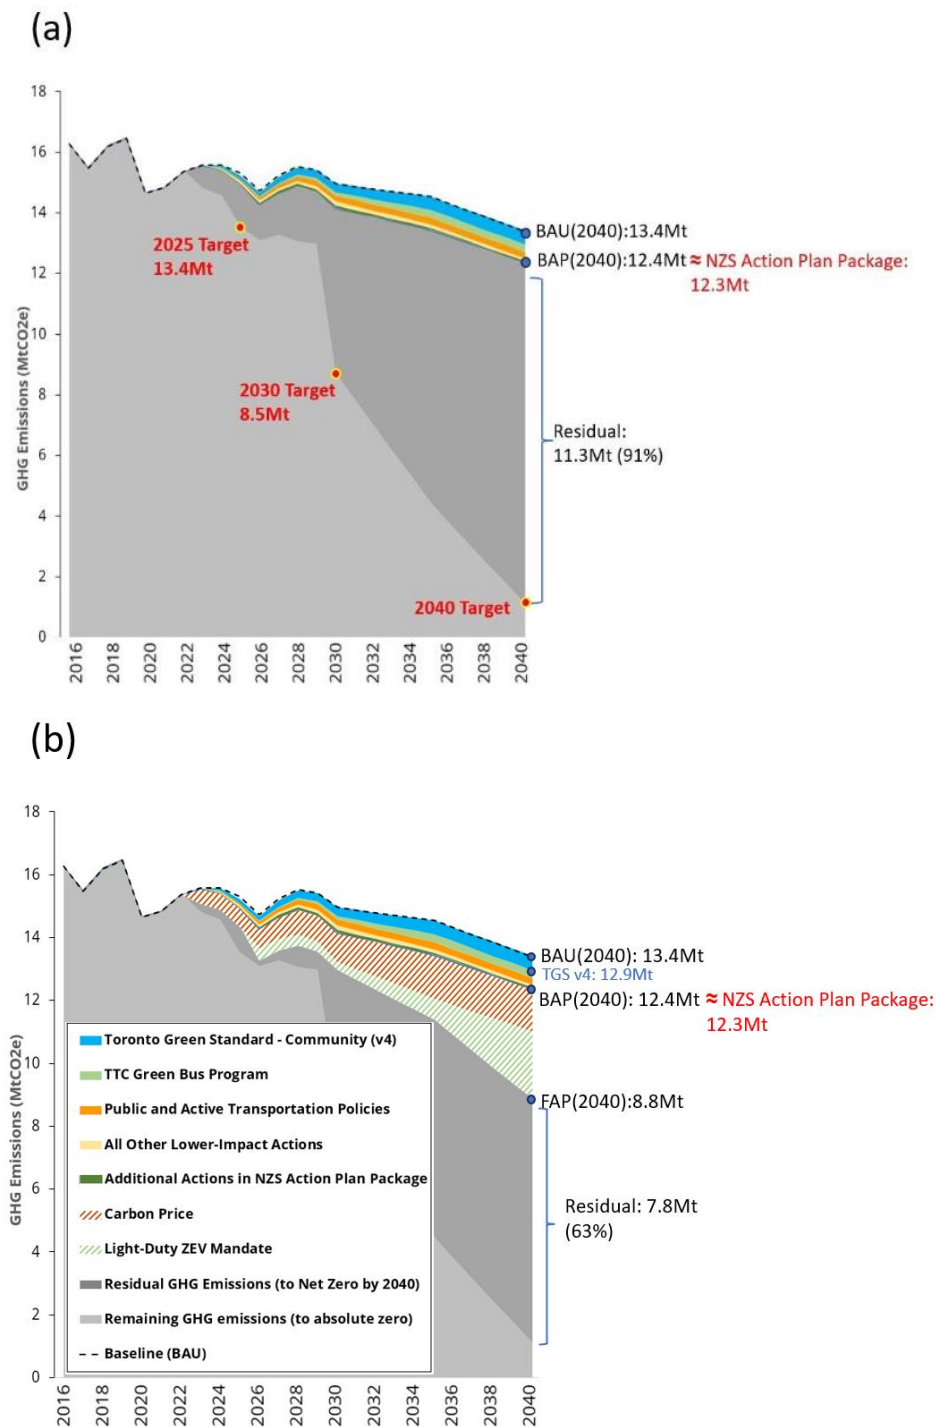 (a)
18
16
14
12
10
8
6
4
2
0
GHG Emissions (MtCO2e)
2025 Target
13.4Mt
2030 Target
8.5Mt
2040 Target
BAU(2040):13.4Mt
BAP(2040):12.4Mt ≈ NZS Action Plan Package:
12.3Mt
Residual:
11.3Mt (91%)
2016 2018 2020 2022 2024 2026 2028 2030 2032 2034 2036 2038 2040
(b)
18
16
14
12
10
8
6
4
2
0
GHG Emissions (MtCO2e)
BAU(2040): 13.4Mt
TGS v4: 12.9Mt
BAP(2040): 12.4Mt ≈ NZS Action Plan Package:
12.3Mt
FAP(2040):8.8Mt
Residual: 7.8Mt
(63%)
Toronto Green Standard - Community (v4)
TTC Green Bus Program
Public and Active Transportation Policies
All Other Lower-Impact Actions
Additional Actions in NZS Action Plan Package
Carbon Price
Light-Duty ZEV Mandate
Residual GHG Emissions (to Net Zero by 2040)
Remaining GHG emissions (to absolute zero)
Baseline (BAU)
2016 2018 2020 2022 2024 2026 2028 2030 2032 2034 2036 2038 2040